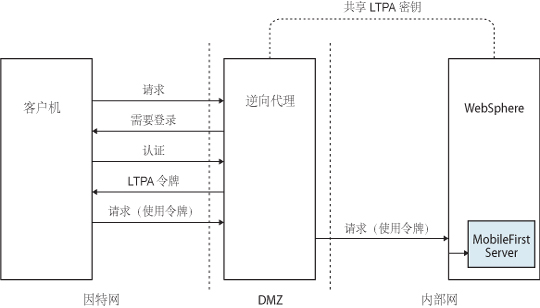 共享 LTPA 密钥
客户机
请求
逆向代理
WebSphere
需要登录
认证
LTPA 令牌
请求（使用令牌）
请求（使用令牌）
MobileFirst
Server
因特网
DMZ
内部网